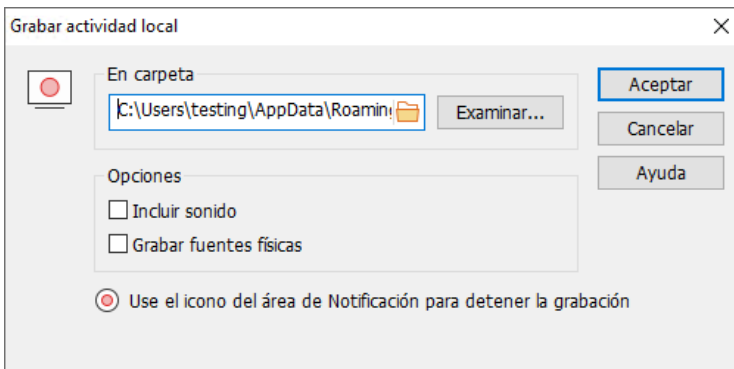 Grabar actividad local
En carpeta
C:\Users\testing\AppData\Roaming
Examinar...
Aceptar
Cancelar
Ayuda
Opciones
Incluir sonido
Grabar fuentes físicas
Use el icono del área de Notificación para detener la grabación